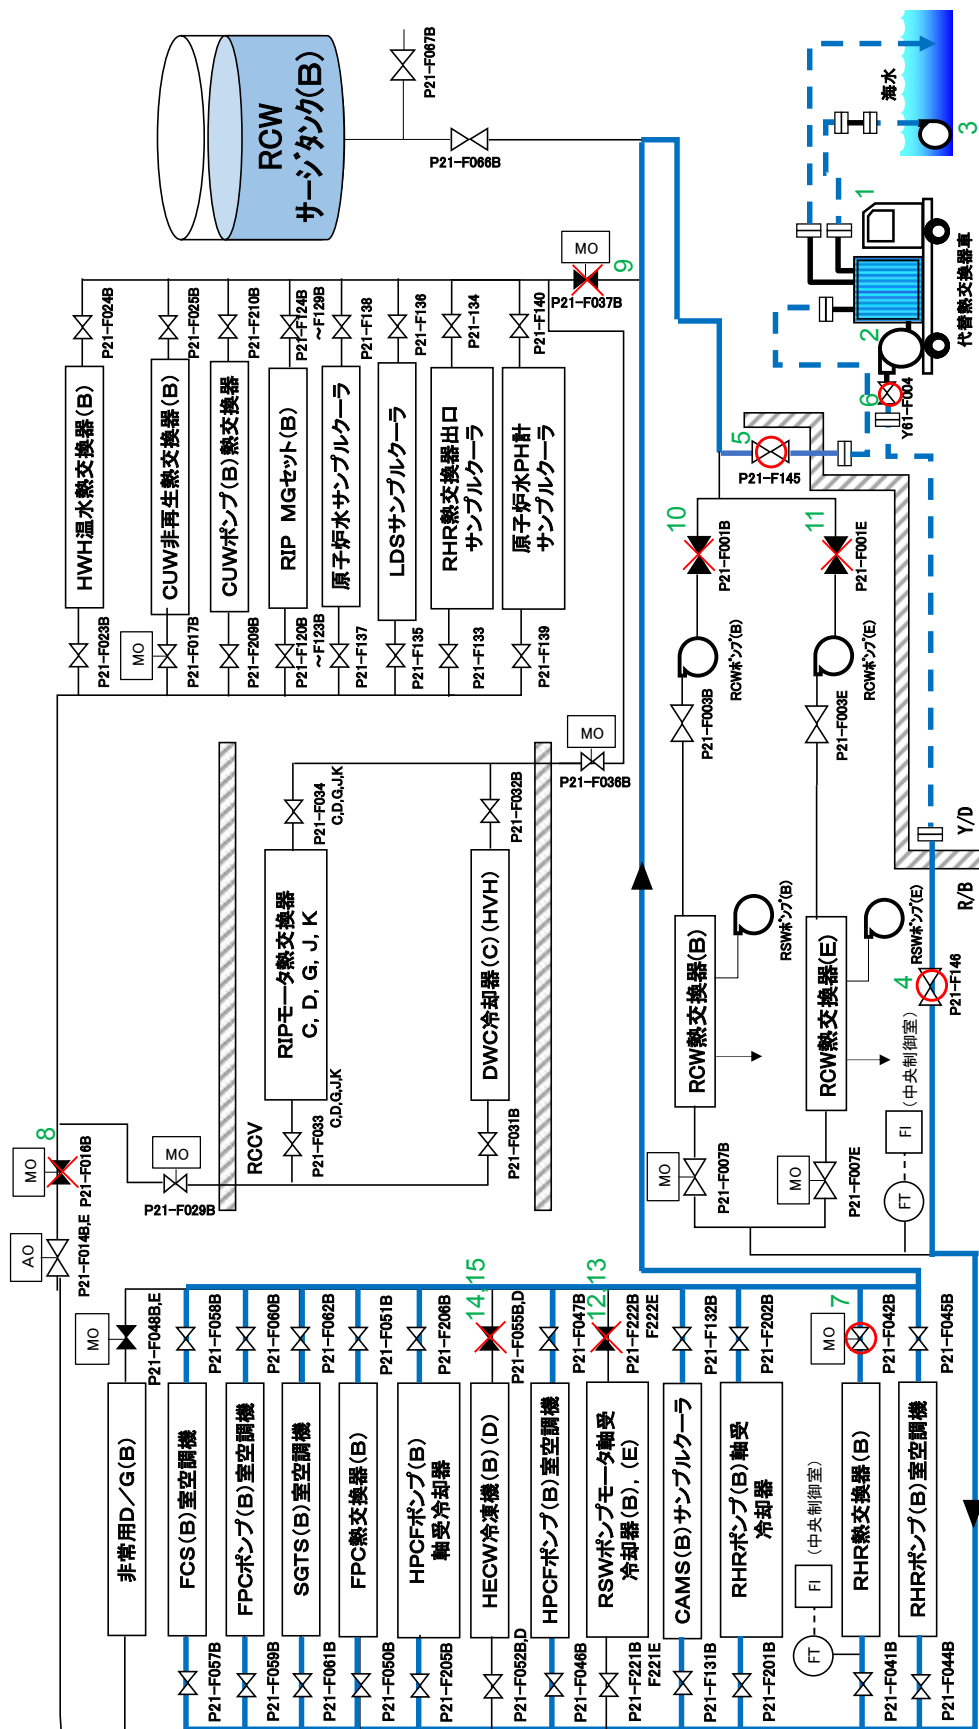 RCW
サージタンク(B)
P21-F067B
P21-F066B
海水
3
1
代替熱交換器車
2
6
Y61-F004
5
P21-F145
MO
9
P21-F037B
P21-F024B
P21-F025B
P21-F210B
P21-F124B
～F129B
P21-F138
P21-F136
P21-134
P21-F140
HWH温水熱交換器(B)
CUW非再生熱交換器(B)
CUWポンプ(B)熱交換器
RIP MGセット(B)
原子炉水サンプルクーラ
LDSサンプルクーラ
RHR熱交換器出口
サンプルクーラ
原子炉水PH計
サンプルクーラ
P21-F023B
MO
P21-F017B
P21-F209B
P21-F120B
～F123B
P21-F137
P21-F135
P21-F133
P21-F139
10
P21-F001B
11
P21-F001E
RCWポンプ(B)
RCWポンプ(E)
P21-F003B
P21-F003E
MO
P21-F036B
P21-F034
C,D,G,J,K
P21-F032B
RIPモータ熱交換器
C, D, G, J, K
DWC冷却器(C)(HVH)
P21-F033
C,D,G,J,K
P21-F031B
RCCV
RCW熱交換器(B)
RSWポンプ(B)
RCW熱交換器(E)
RSWポンプ(E)
Y/D
R/B
4
P21-F146
(中央制御室)
FI
FT
MO
P21-F007B
MO
P21-F007E
8
MO
P21-F016B
MO
P21-F029B
AO
P21-F014B,E
MO
P21-F048B,E
P21-F058B
P21-F060B
P21-F062B
P21-F051B
P21-F206B
14, 15
P21-F055B,D
P21-F047B
12, 13
P21-F222B
F222E
P21-F132B
P21-F202B
7
MO
P21-F042B
P21-F045B
非常用D／G(B)
FCS(B)室空調機
FPCポンプ(B)室空調機
SGTS(B)室空調機
FPC熱交換器(B)
HPCFポンプ(B)
軸受冷却器
HECW冷凍機(B)(D)
HPCFポンプ(B)室空調機
RSWポンプモータ軸受
冷却器(B), (E)
CAMS(B)サンプルクーラ
RHRポンプ(B)軸受
冷却器
(中央制御室)
FI
FT
RHR熱交換器(B)
RHRポンプ(B)室空調機
P21-F057B
P21-F059B
P21-F061B
P21-F050B
P21-F205B
P21-F052B,D
P21-F046B
P21-F221B
F221E
P21-F131B
P21-F201B
P21-F041B
P21-F044B